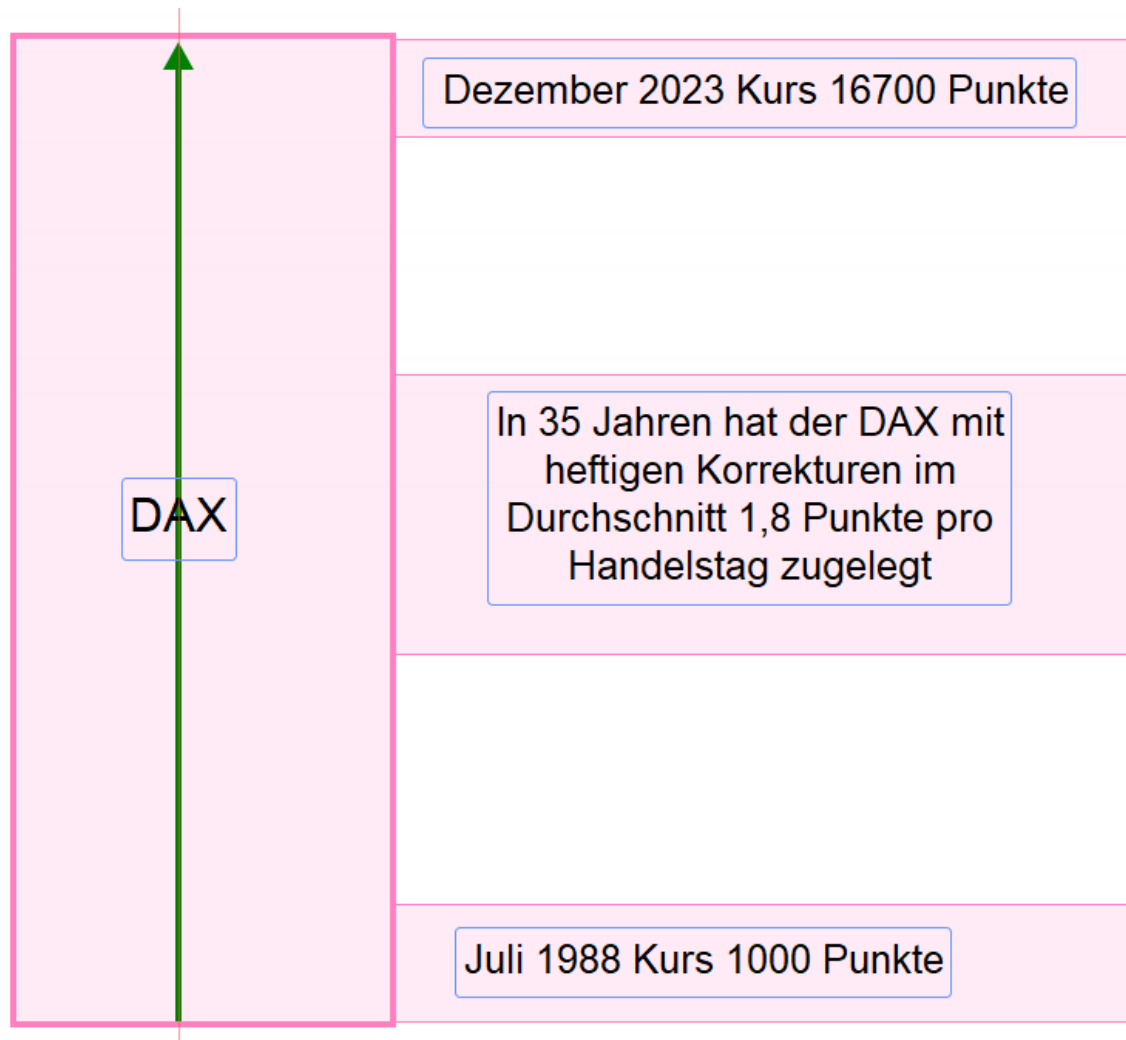 Dezember 2023 Kurs 16700 Punkte
In 35 Jahren hat der DAX mit
heftigen Korrekturen im
Durchschnitt 1,8 Punkte pro
Handelstag zugelegt
DAX
Juli 1988 Kurs 1000 Punkte